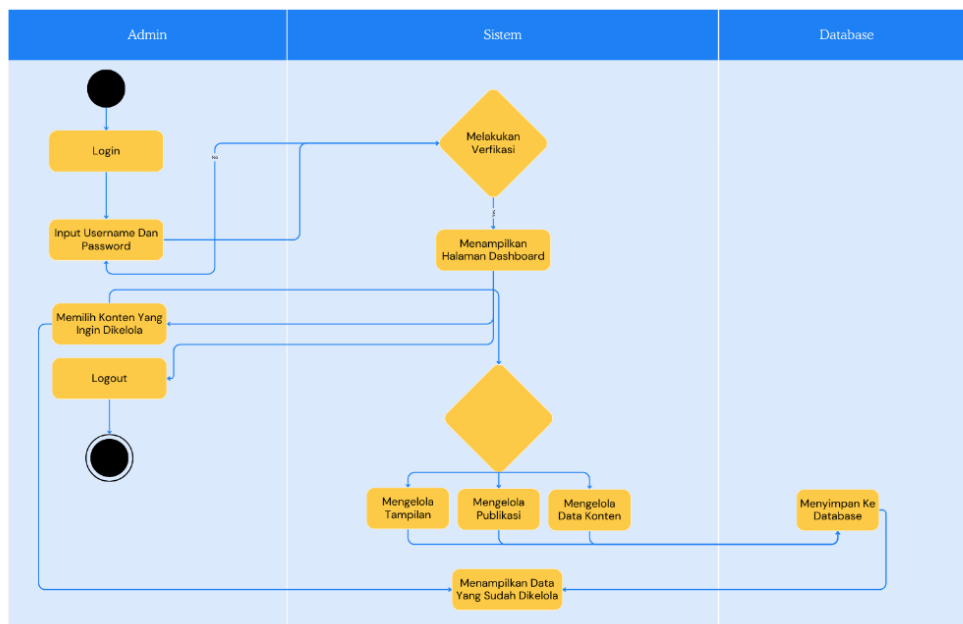 Admin
Sistem
Database
Login
Melakukan
Verfikasi
No
Input Username Dan
Password
Menampilkan
Halaman Dashboard
Memilih Konten Yang
Ingin Dikelola
Logout
Mengelola
Tampilan
Mengelola
Publikasi
Mengelola
Data Konten
Menyimpan Ke
Database
Menampilkan Data
Yang Sudah Dikelola